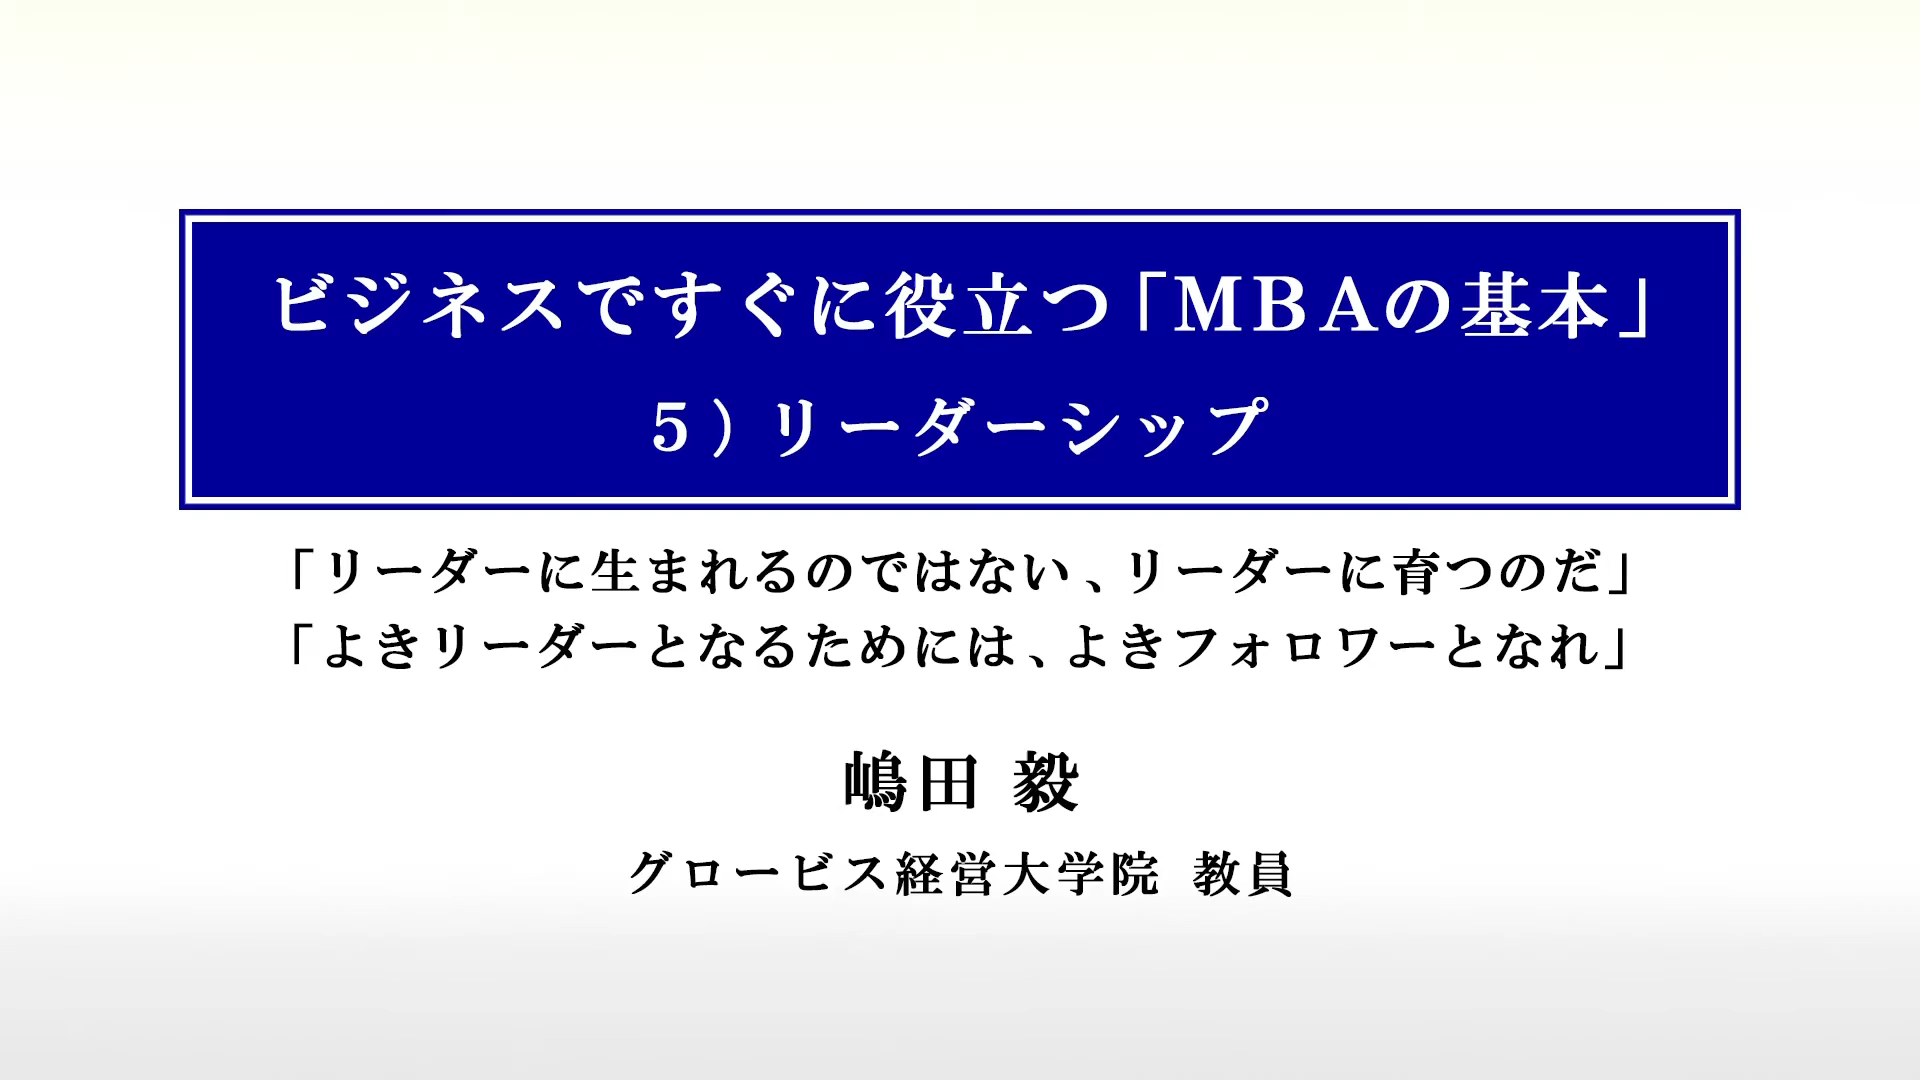 ビジネスですぐに役立つ「ＭＢＡの基本」
５）リーダーシップ
「リーダーに生まれるのではない、リーダーに育つのだ」
「よきリーダーとなるためには、よきフォロワーとなれ」
嶋田 毅
グロービス経営大学院 教員